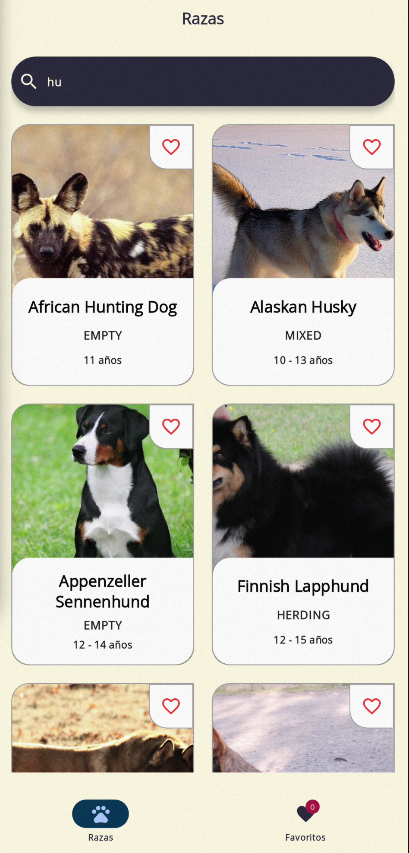 Razas
hu
African Hunting Dog
EMPTY
11 años
Alaskan Husky
MIXED
10 - 13 años
Appenzeller
Sennenhund
EMPTY
12 - 14 años
Finnish Lapphund
HERDING
12 - 15 años
0
Razas
Favoritos